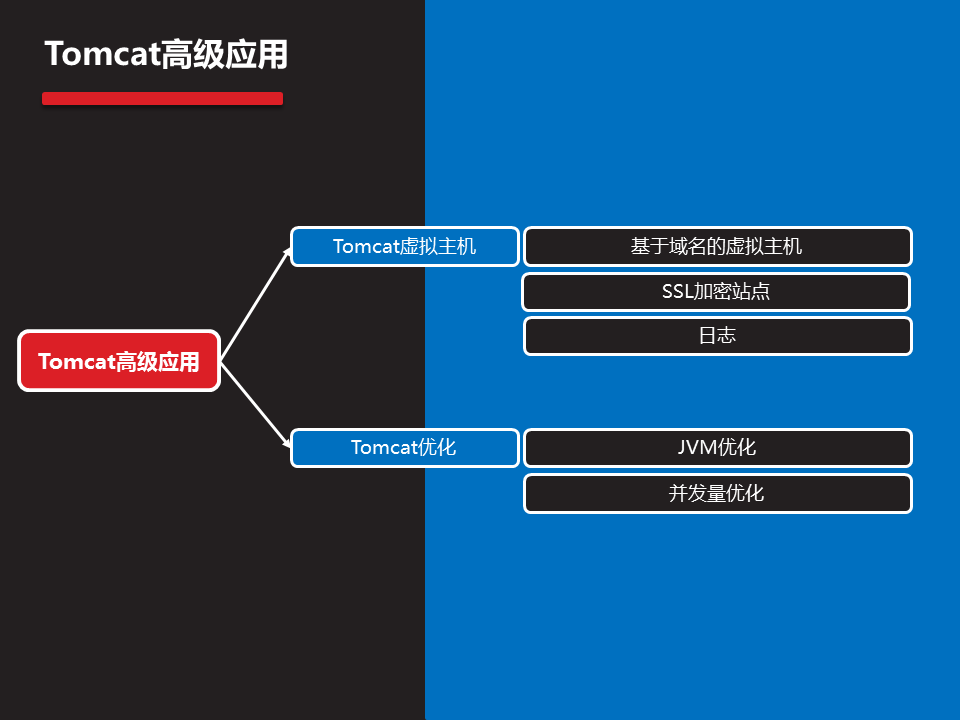 Tomcat高级应用
Tomcat虚拟主机
基于域名的虚拟主机
SSL加密站点
日志
Tomcat高级应用
Tomcat优化
JVM优化
并发量优化